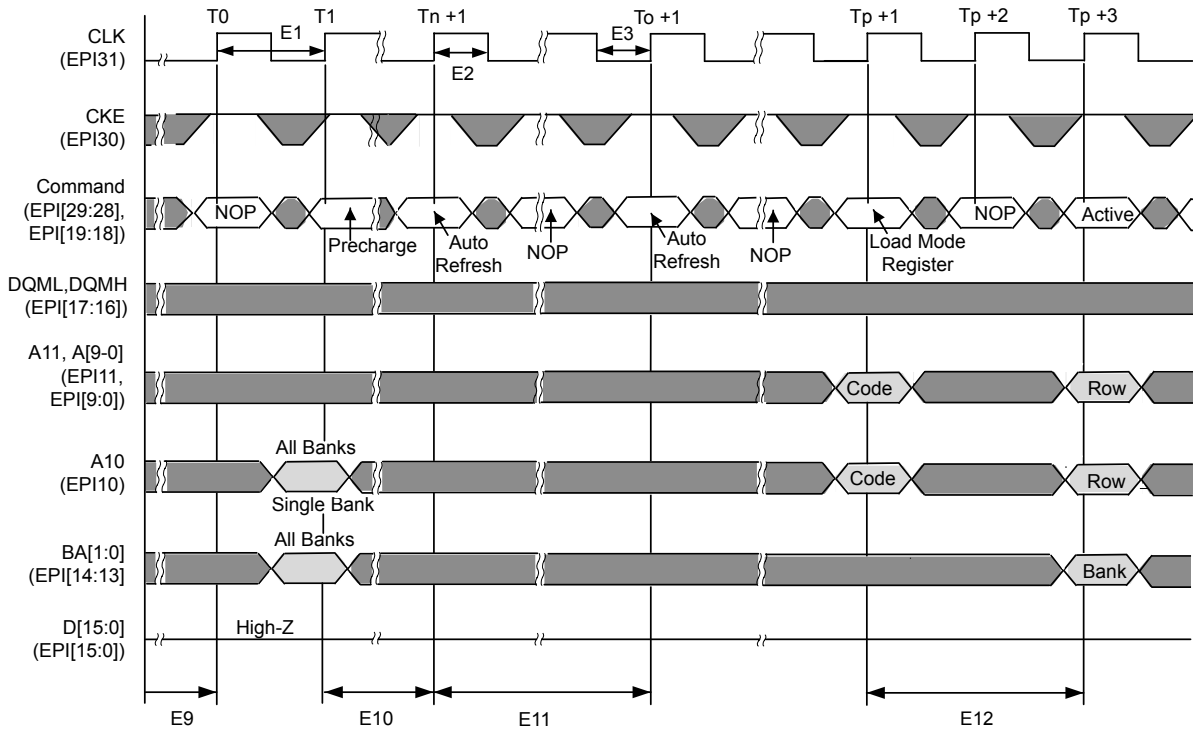 T0 T1 Tn +1 To +1 Tp +1 Tp +2 Tp +3
CLK
(EPI31)
E1
E2
E3
CKE
(EPI30)
Command
(EPI[29:28],
EPI[19:18])
NOP
Precharge
Auto
Refresh
NOP
Auto
Refresh
NOP
Load Mode
Register
NOP
Active
DQML,DQMH
(EPI[17:16])
A11, A[9-0]
(EPI11,
EPI[9:0])
Code
Row
A10
(EPI10)
All Banks
Single Bank
Code
Row
BA[1:0]
(EPI[14:13]
All Banks
Bank
D[15:0]
(EPI[15:0])
High-Z
E9 E10 E11 E12